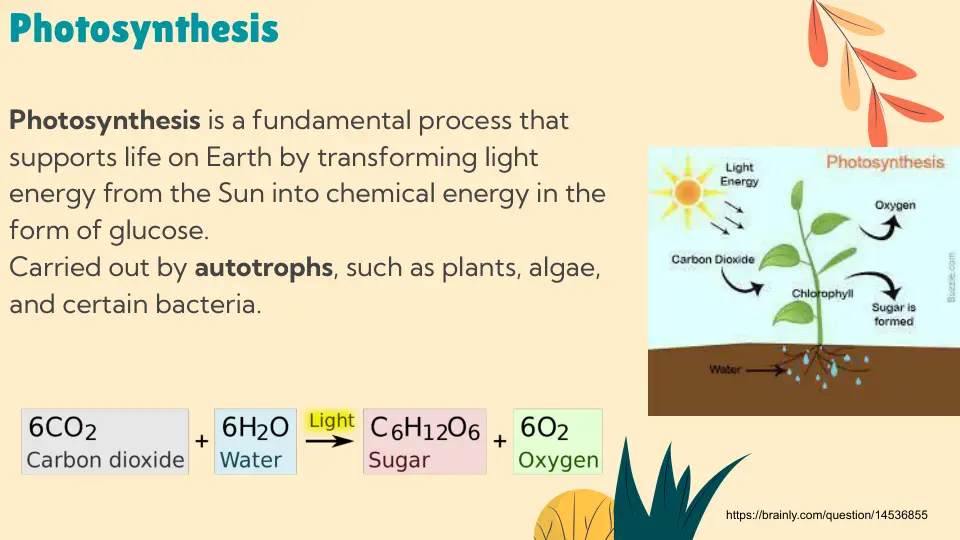 Photosynthesis
Photosynthesis is a fundamental process that
supports life on Earth by transforming light
energy from the Sun into chemical energy in the
form of glucose.
Carried out by autotrophs, such as plants, algae,
and certain bacteria.
Photosynthesis
Light
Energy
Oxygen
Carbon Dioxide
Chlorophyll
Sugar is
formed
Water
Buzzle.com
6CO₂ + 6H₂O Light → C₆H₁₂O₆ + 6O₂
Carbon dioxide Water Sugar Oxygen
https://brainly.com/question/14536855